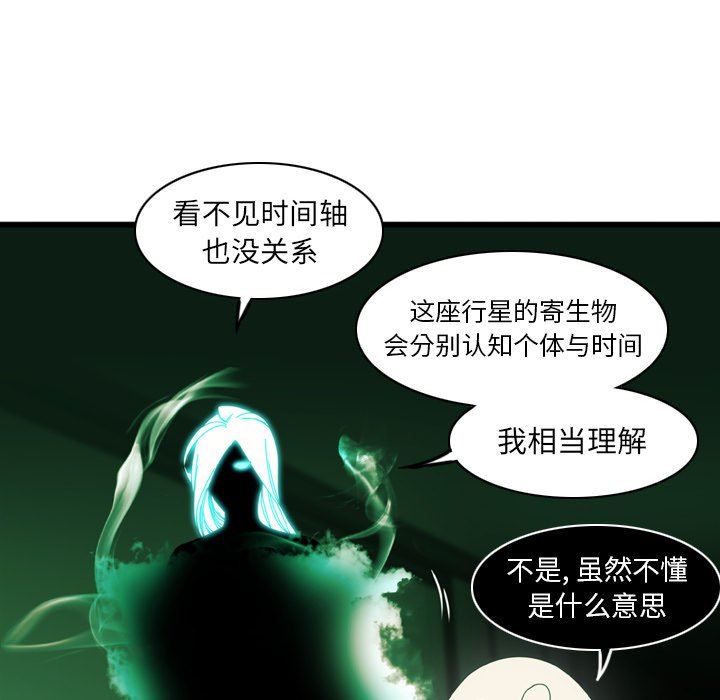 看不见时间轴
也没关系
这座行星的寄生物
会分别认知个体与时间
我相当理解
不是, 虽然不懂
是什么意思